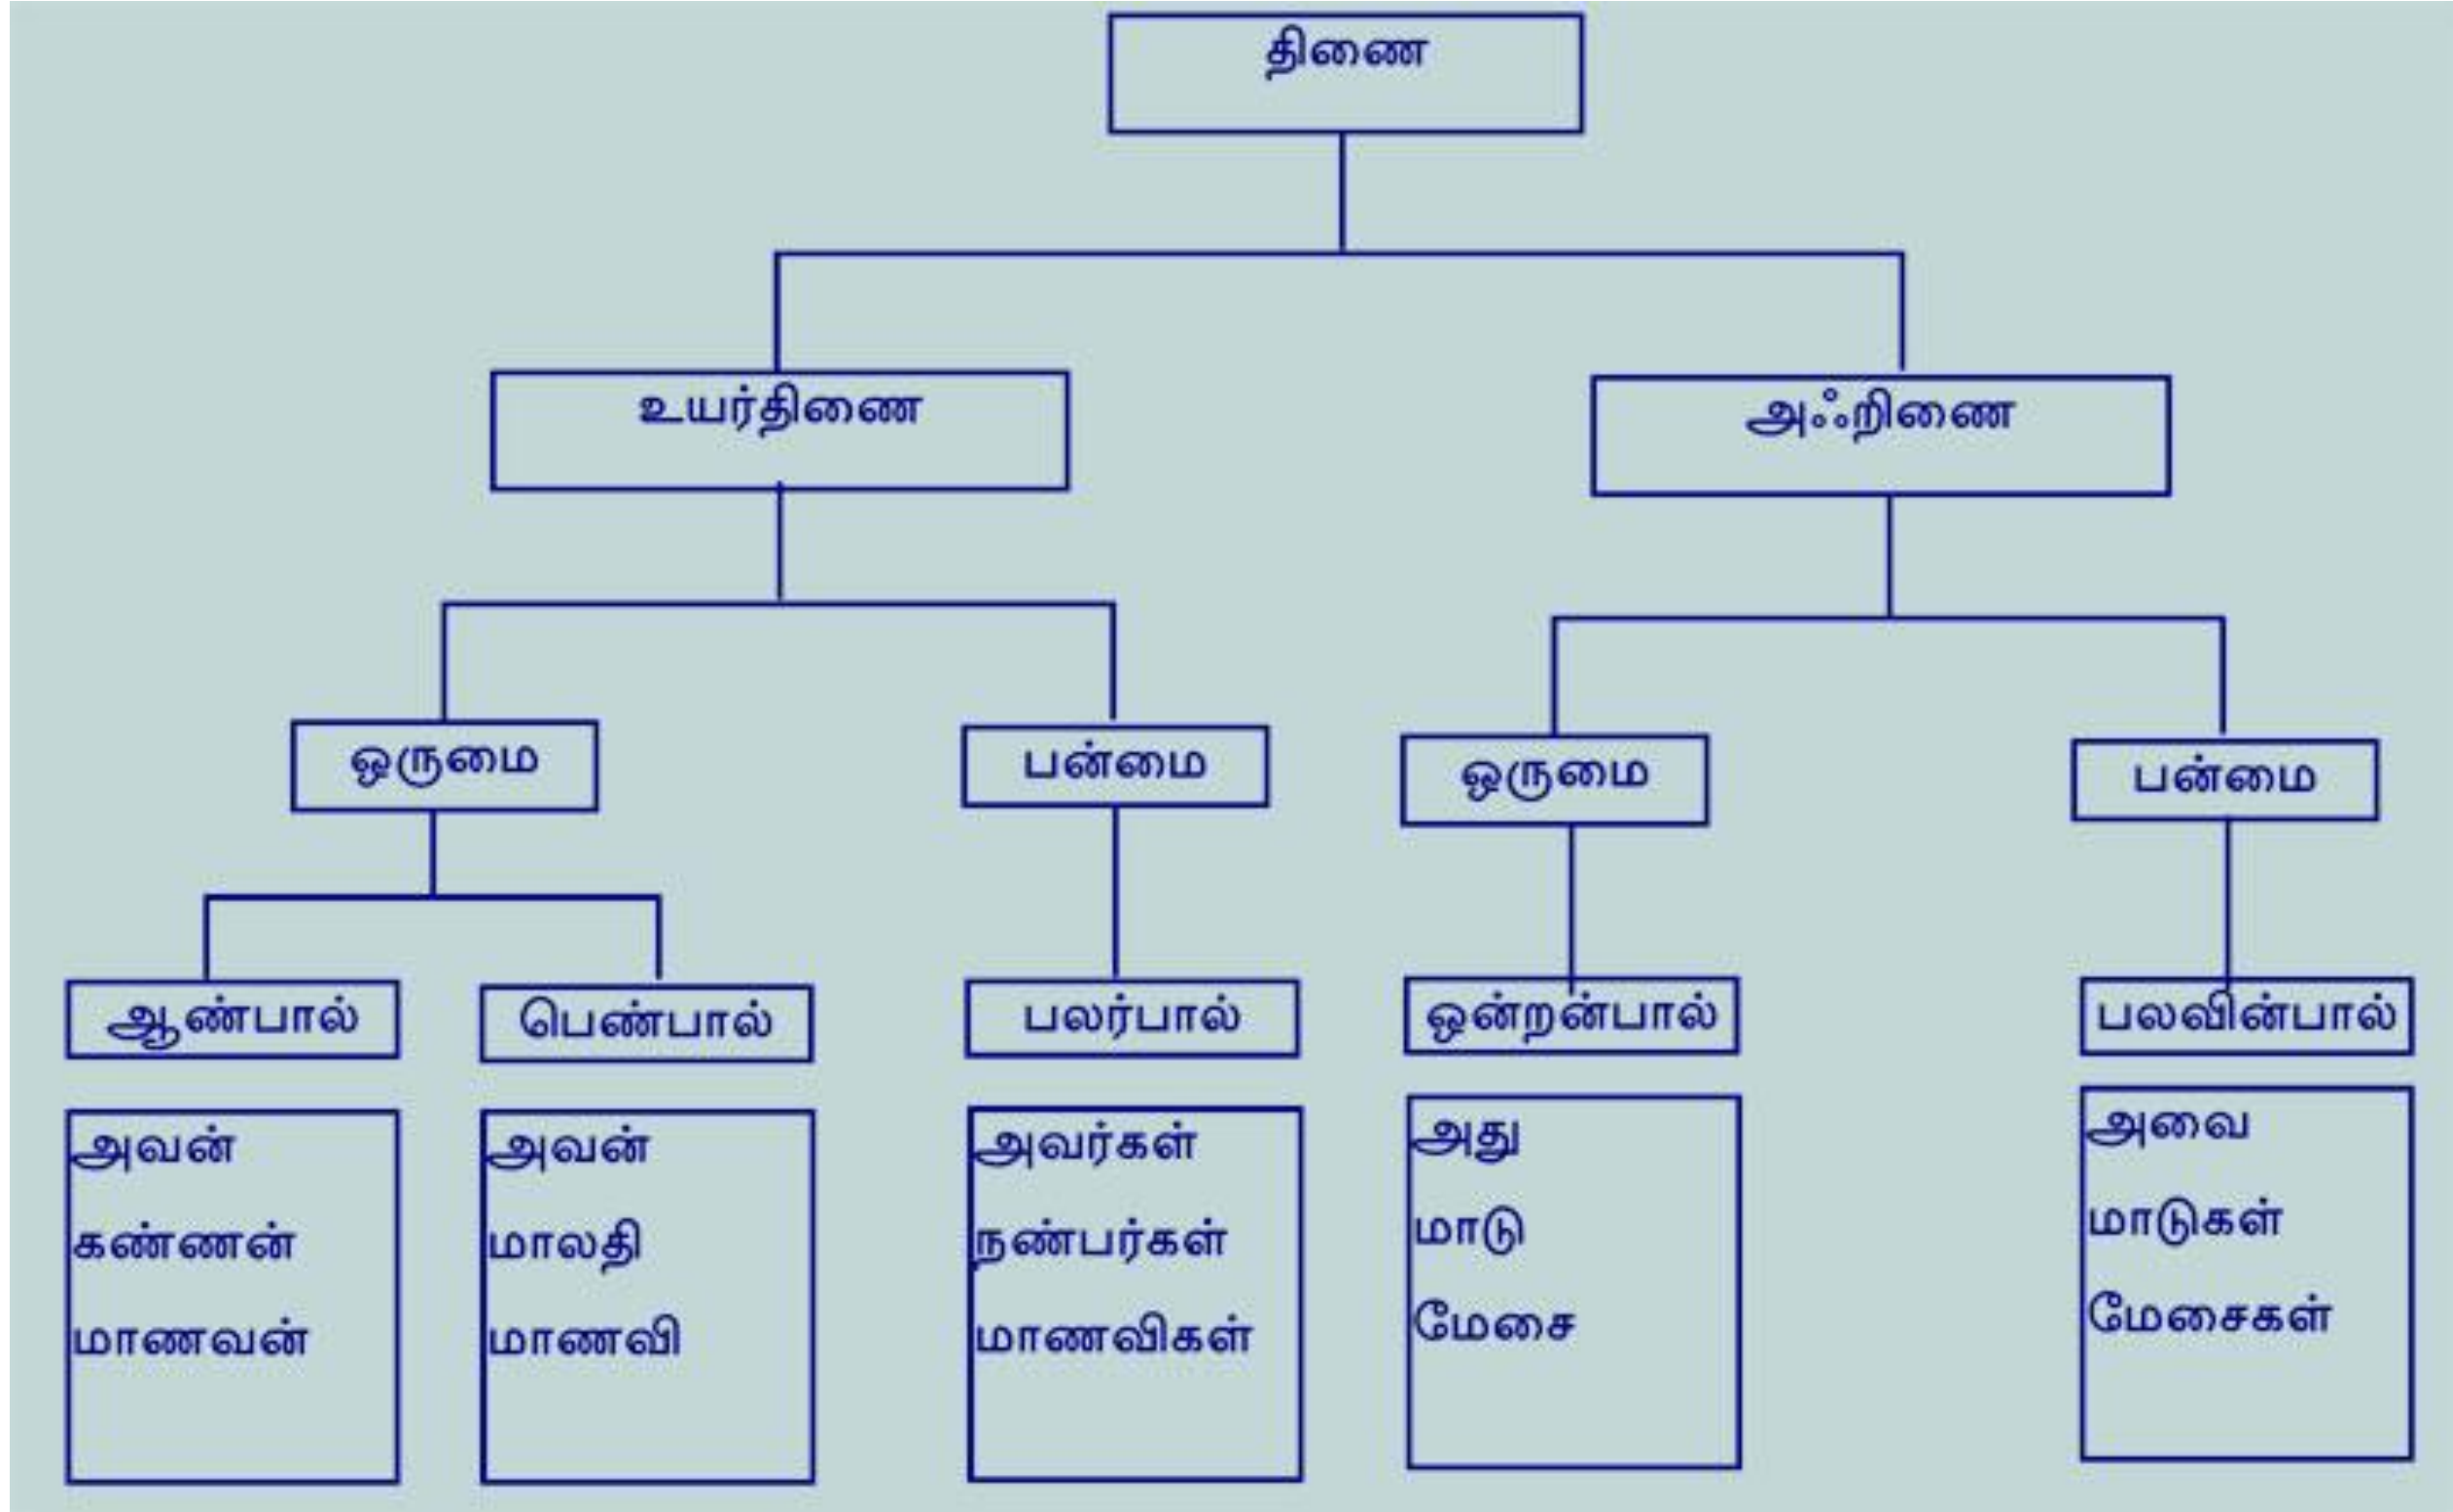 திணை
உயர்திணை
அஃறிணை
ஒருமை
பன்மை
ஒருமை
பன்மை
ஆண்பால்
பெண்பால்
பலர்பால்
ஒன்றன்பால்
பலவின்பால்
அவன்
கண்ணன்
மாணவன்
அவன்
மாலதி
மாணவி
அவர்கள்
நண்பர்கள்
மாணவிகள்
அது
மாடு
மேசை
அவை
மாடுகள்
மேசைகள்